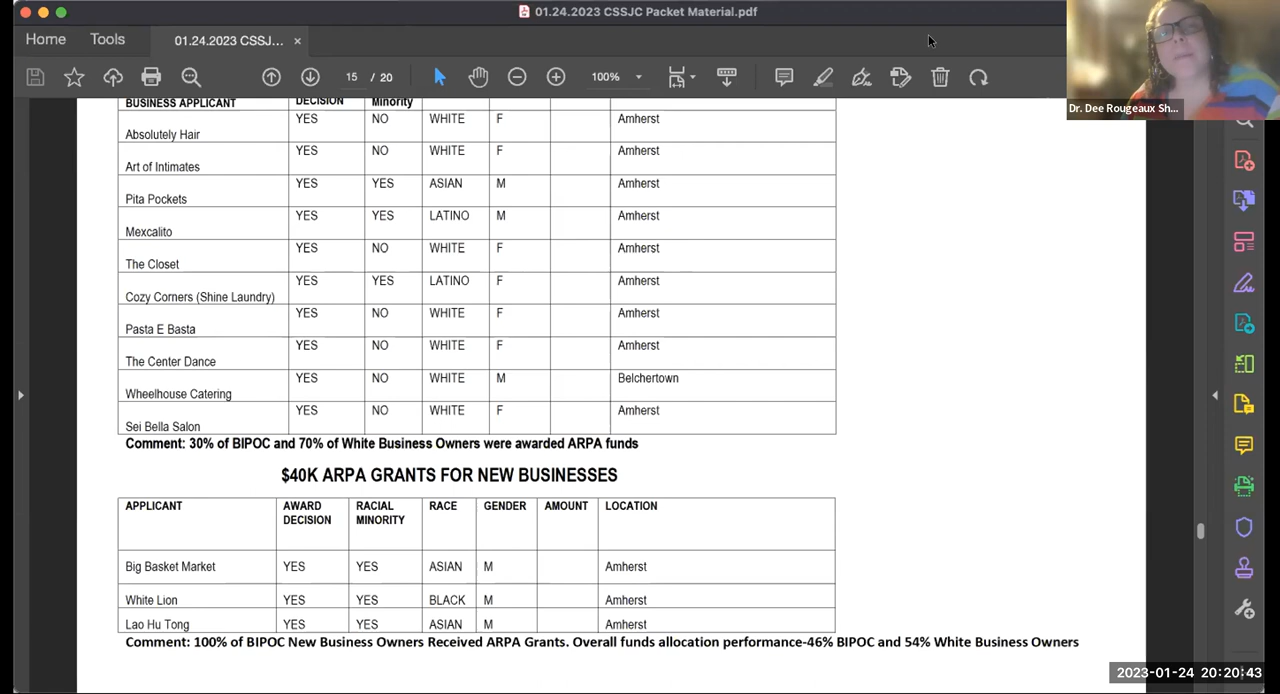 01.24.2023 CSSJC Packet Material.pdf
Home Tools 01.24.2023 CSSJ... ×
15 / 20 100%
Dr. Dee Rougeaux Sh...
BUSINESS APPLICANT DECISION Minority
Absolutely Hair YES NO WHITE F Amherst
Art of Intimates YES NO WHITE F Amherst
Pita Pockets YES YES ASIAN M Amherst
Mexcalito YES YES LATINO M Amherst
The Closet YES NO WHITE F Amherst
Cozy Corners (Shine Laundry) YES YES LATINO F Amherst
Pasta E Basta YES NO WHITE F Amherst
The Center Dance YES NO WHITE F Amherst
Wheelhouse Catering YES NO WHITE M Belchertown
Sei Bella Salon YES NO WHITE F Amherst
Comment: 30% of BIPOC and 70% of White Business Owners were awarded ARPA funds
$40K ARPA GRANTS FOR NEW BUSINESSES
APPLICANT AWARD RACIAL RACE GENDER AMOUNT LOCATION
DECISION MINORITY
Big Basket Market YES YES ASIAN M Amherst
White Lion YES YES BLACK M Amherst
Lao Hu Tong YES YES ASIAN M Amherst
Comment: 100% of BIPOC New Business Owners Received ARPA Grants. Overall funds allocation performance-46% BIPOC and 54% White Business Owners
2023-01-24 20:20:43